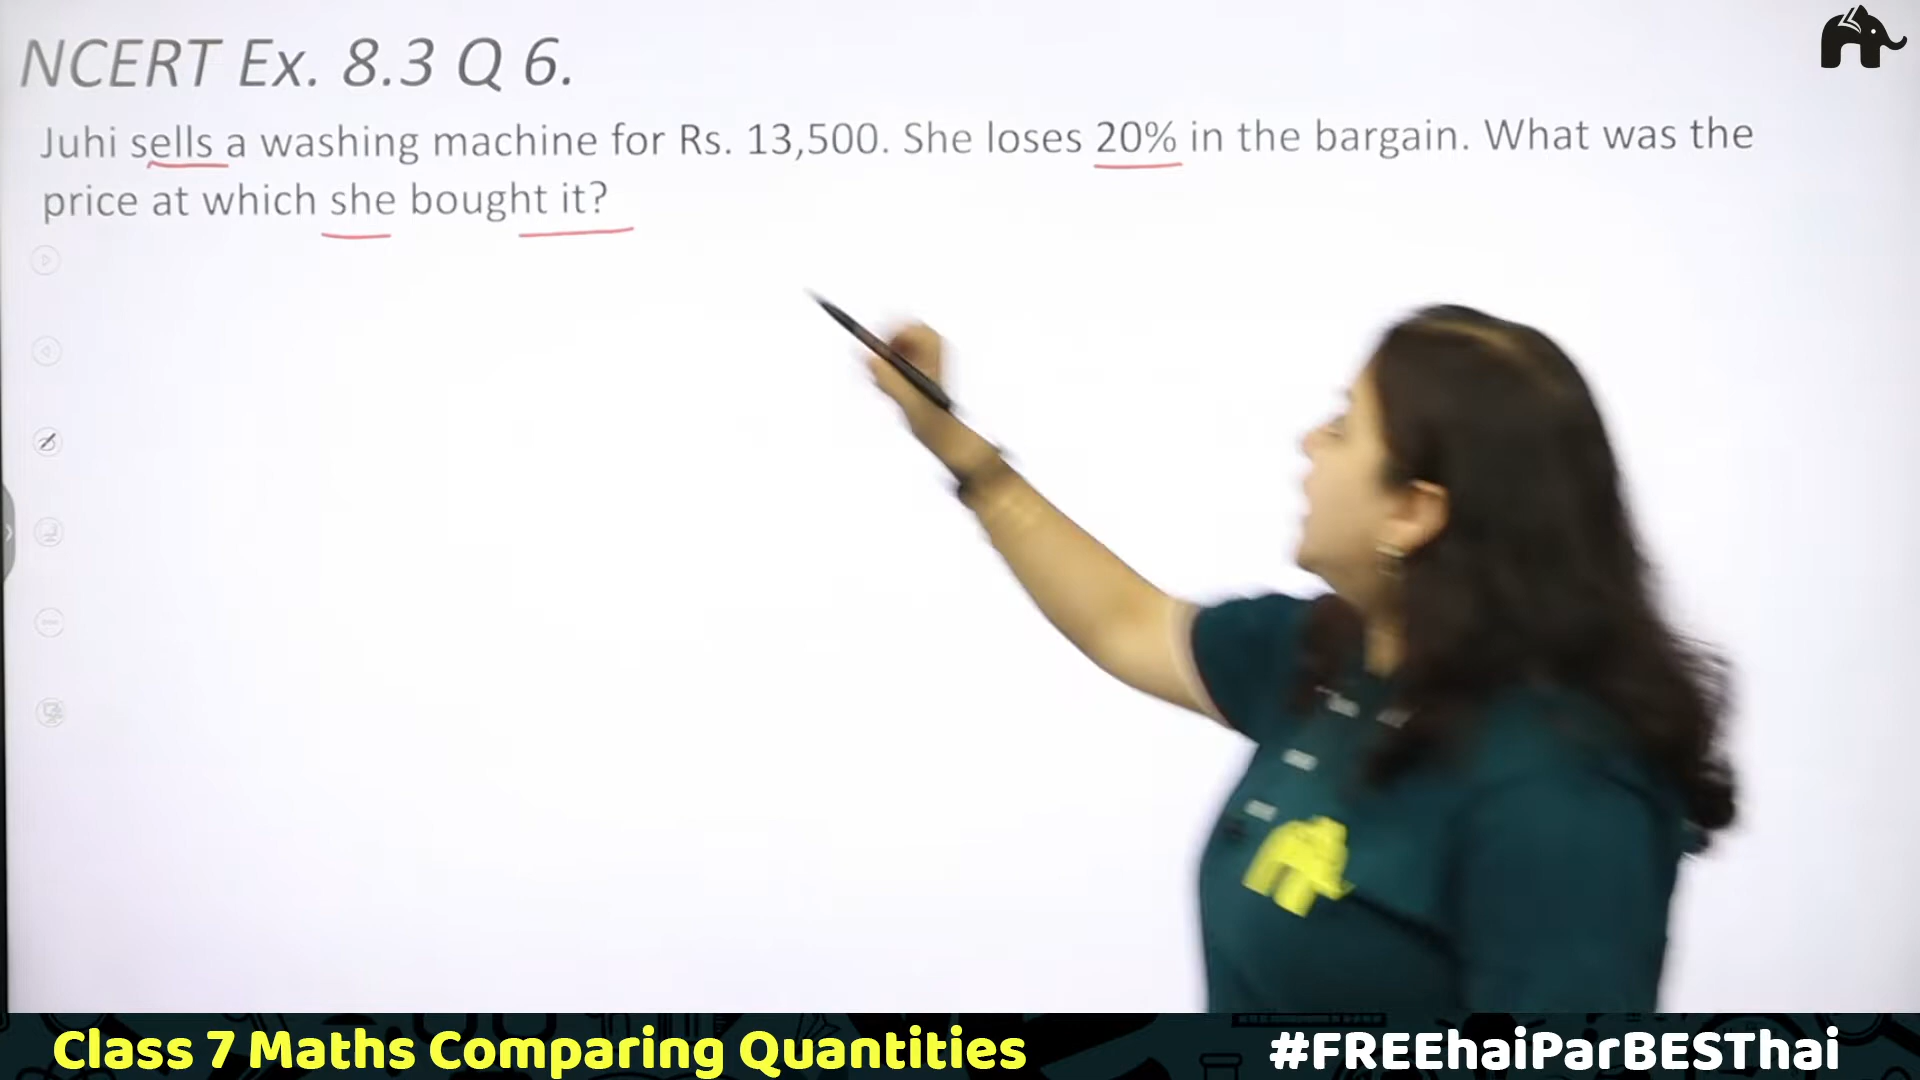 NCERT Ex. 8.3 Q 6.
Juhi sells a washing machine for Rs. 13,500. She loses 20% in the bargain. What was the
price at which she bought it?
Class 7 Maths Comparing Quantities
#FREEhaiParBESThai